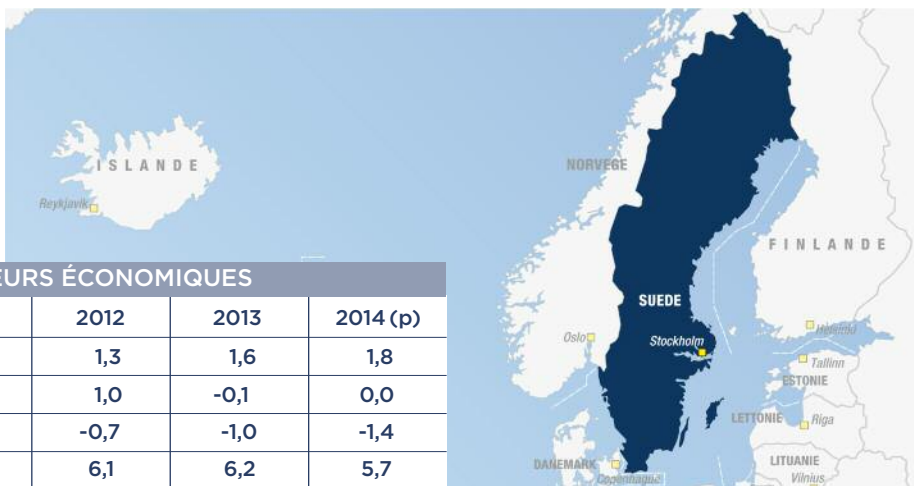 ISLANDE
Reykjavik
NORVEGE
FINLANDE
SUEDE
Oslo
Stockholm
Helsinki
Tallinn
ESTONIE
LETTONIE
Riga
DANEMARK
Copenhague
LITUANIE
Vilnius
EURS ÉCONOMIQUES
2012 2013 2014 (p)
1,3 1,6 1,8
1,0 -0,1 0,0
-0,7 -1,0 -1,4
6,1 6,2 5,7